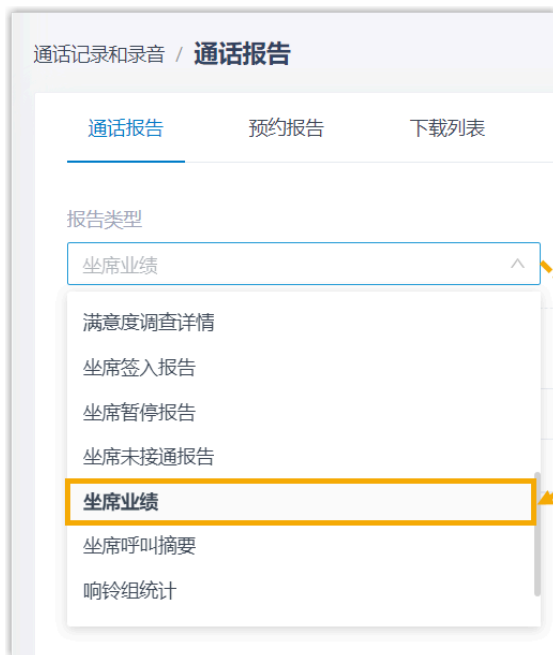 通话记录和录音 / 通话报告
通话报告 预约报告 下载列表
报告类型
坐席业绩
满意度调查详情
坐席签入报告
坐席暂停报告
坐席未接通报告
坐席业绩
坐席呼叫摘要
响铃组统计